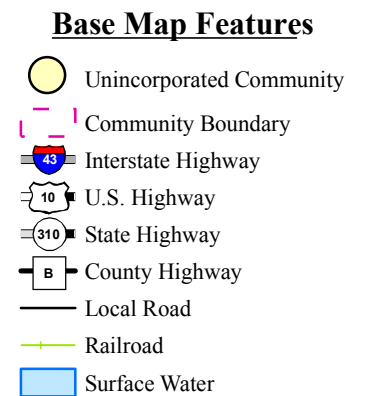 Base Map Features
Unincorporated Community
Community Boundary
43 Interstate Highway
10 U.S. Highway
310 State Highway
B County Highway
Local Road
Railroad
Surface Water